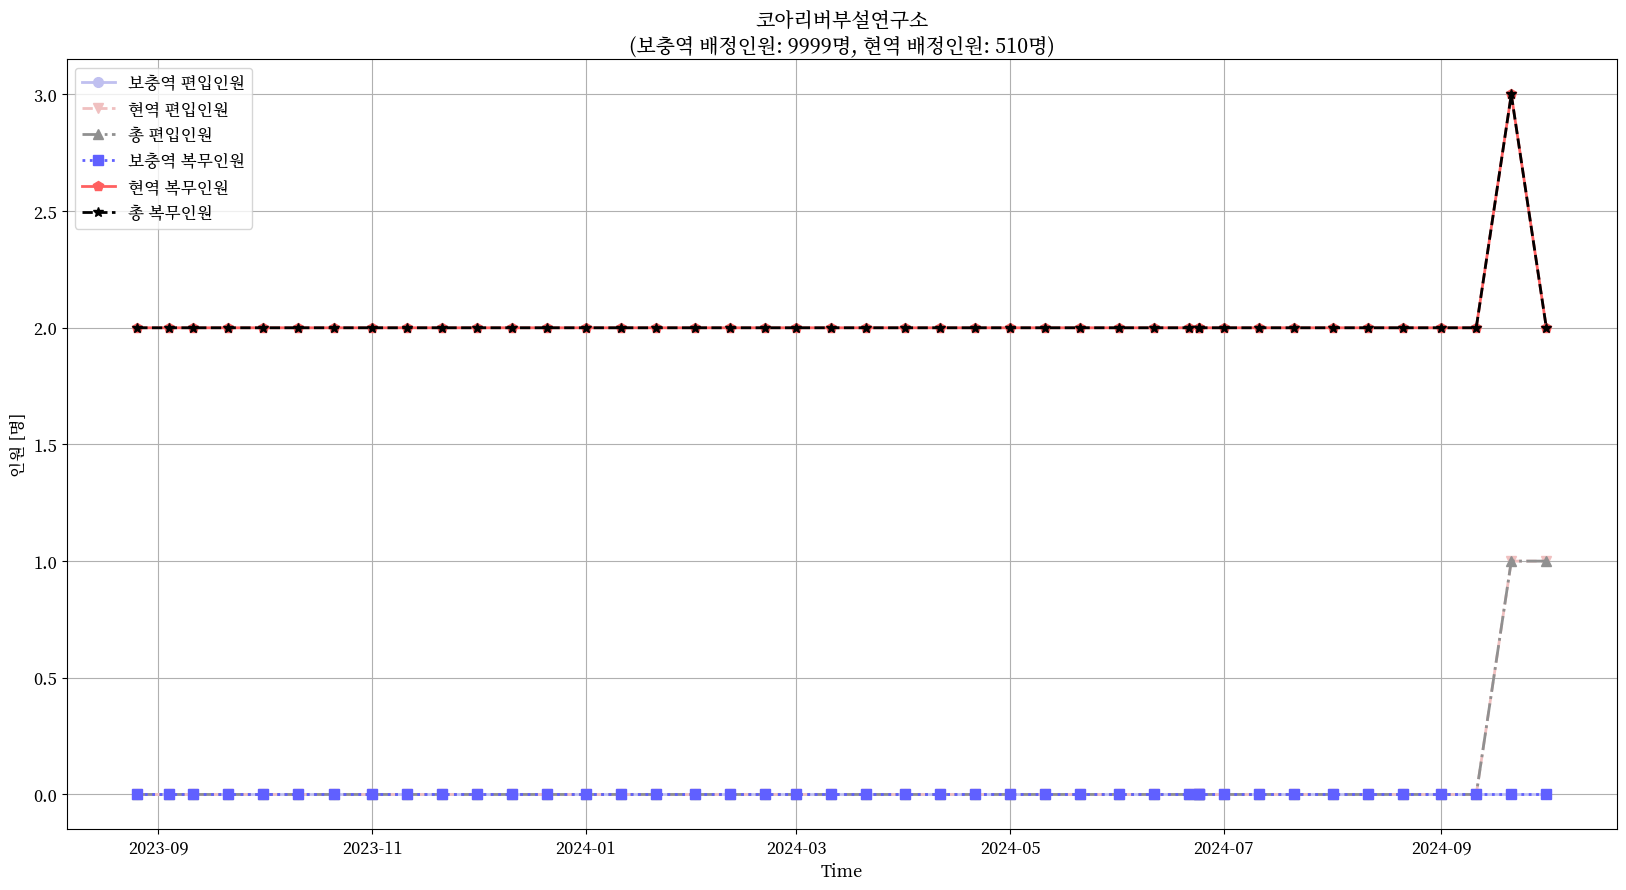 코아리버부설연구소
(보충역 배정인원: 9999명, 현역 배정인원: 510명)
보충역 편입인원
현역 편입인원
총 편입인원
보충역 복무인원
현역 복무인원
총 복무인원
3.0
2.5
2.0
1.5
1.0
0.5
0.0
인원 [명]
2023-09 2023-11 2024-01 2024-03 2024-05 2024-07 2024-09
Time